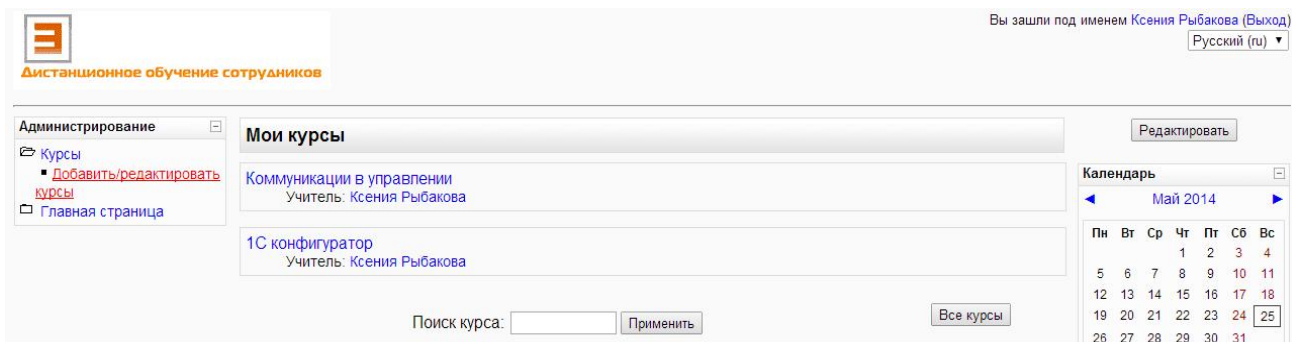 Вы зашли под именем Ксения Рыбакова (Выход)
Русский (ru)
Э
Дистанционное обучение сотрудников
Администрирование
Курсы
Добавить/редактировать
курсы
Главная страница
Мои курсы
Коммуникации в управлении
Учитель: Ксения Рыбакова
1С конфигуратор
Учитель: Ксения Рыбакова
Поиск курса: Применить
Все курсы
Редактировать
Календарь
Май 2014
Пн Вт Ср Чт Пт Сб Вс
1 2 3 4
5 6 7 8 9 10 11
12 13 14 15 16 17 18
19 20 21 22 23 24 25
26 27 28 29 30 31